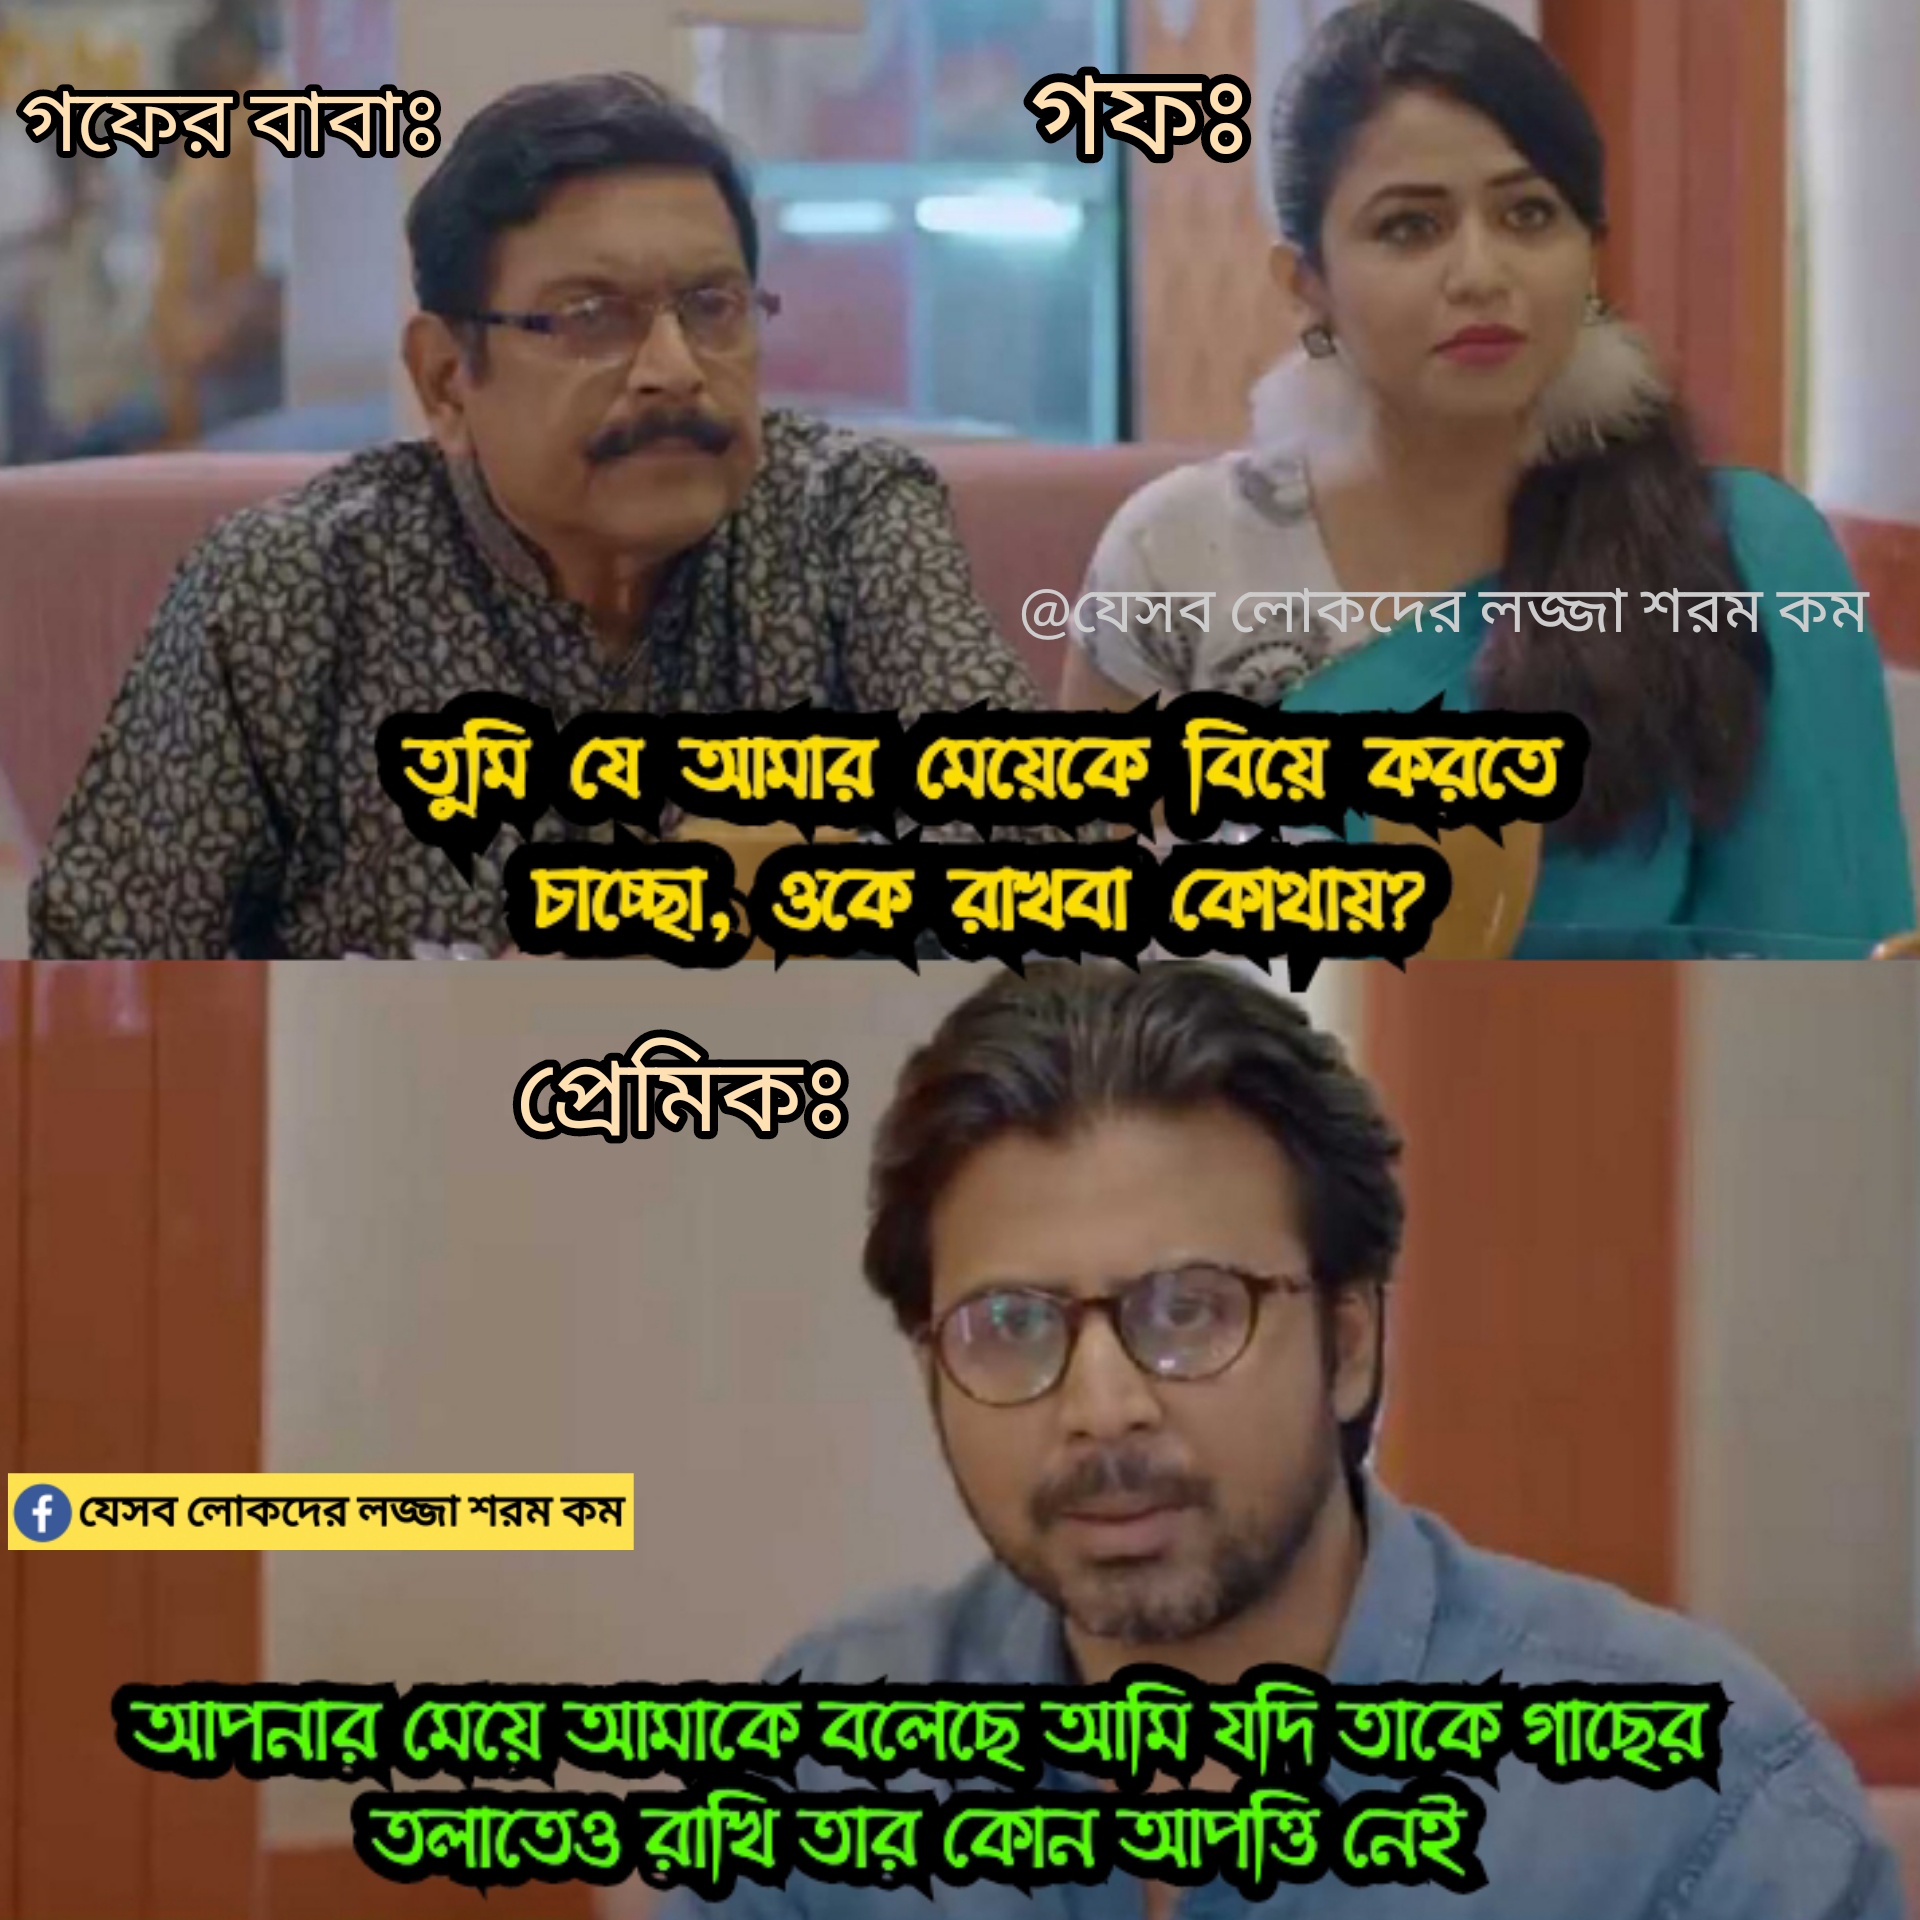 গফের বাবাঃ
গফঃ
@যেসব লোকদের লজ্জা শরম কম
তুমি যে আমার মেয়েকে বিয়ে করতে
চাচ্ছো, ওকে রাখবা কোথায়?
প্রেমিকঃ
যেসব লোকদের লজ্জা শরম কম
আপনার মেয়ে আমাকে বলেছে আমি যদি তাকে গাছের
তলাতেও রাখি তার কোন আপত্তি নেই